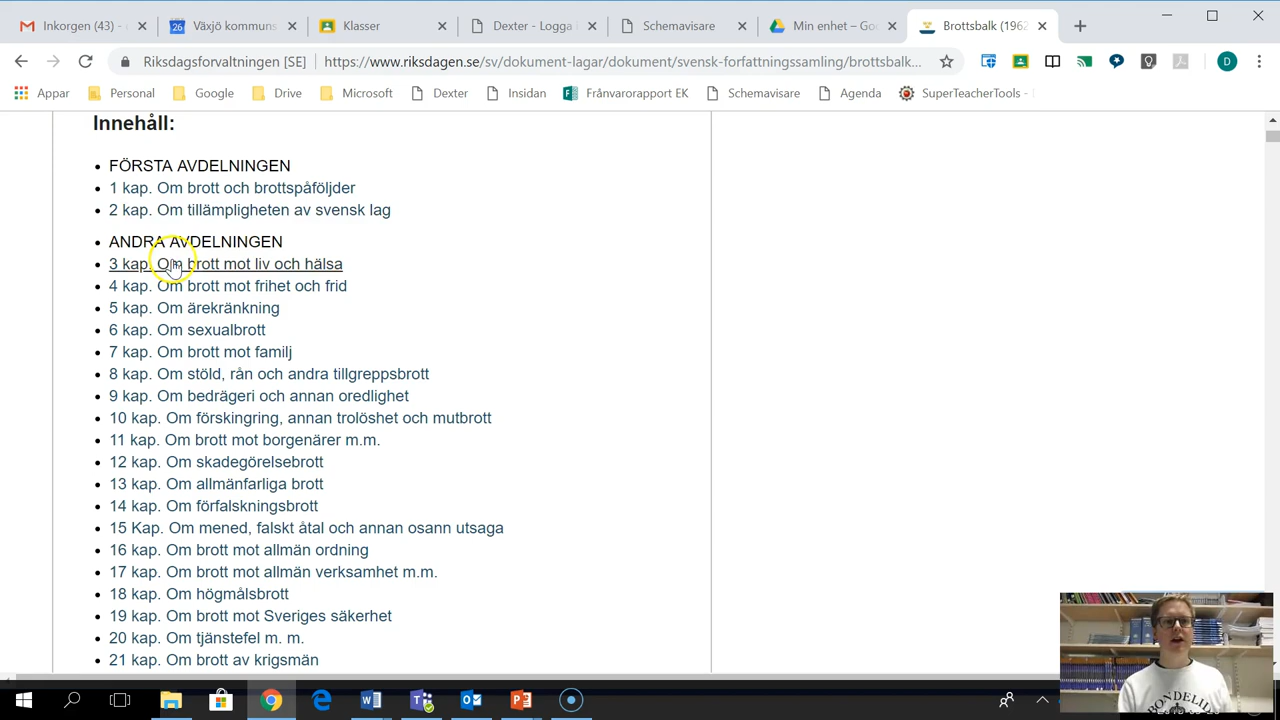 Inkorgen (43) -
26 Växjö kommuns
Klasser
Dexter - Logga i
Schemavisare
Min enhet – Goo
Brottsbalk (1962
Riksdagsforvaltningen [SE] | https://www.riksdagen.se/sv/dokument-lagar/dokument/svensk-forfattningssamling/brottsbalk... D
Appar Personal Google Drive Microsoft Dexter Insidan Frånvarorapport EK Schemavisare Agenda SuperTeacherTools -
Innehåll:
• FÖRSTA AVDELNINGEN
• 1 kap. Om brott och brottspåföljder
• 2 kap. Om tillämpligheten av svensk lag
• ANDRA AVDELNINGEN
• 3 kap. Om brott mot liv och hälsa
• 4 kap. Om brott mot frihet och frid
• 5 kap. Om ärekränkning
• 6 kap. Om sexualbrott
• 7 kap. Om brott mot familj
• 8 kap. Om stöld, rån och andra tillgreppsbrott
• 9 kap. Om bedrägeri och annan oredlighet
• 10 kap. Om förskingring, annan trolöshet och mutbrott
• 11 kap. Om brott mot borgenärer m.m.
• 12 kap. Om skadegörelsebrott
• 13 kap. Om allmänfarliga brott
• 14 kap. Om förfalskningsbrott
• 15 Kap. Om mened, falskt åtal och annan osann utsaga
• 16 kap. Om brott mot allmän ordning
• 17 kap. Om brott mot allmän verksamhet m.m.
• 18 kap. Om högmålsbrott
• 19 kap. Om brott mot Sveriges säkerhet
• 20 kap. Om tjänstefel m. m.
• 21 kap. Om brott av krigsmän